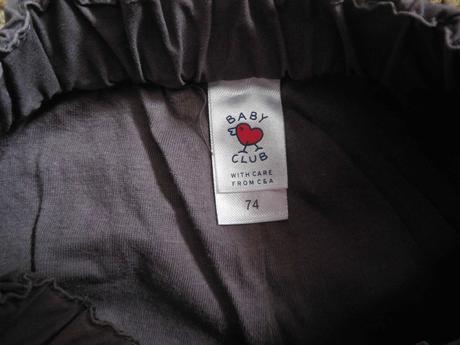 BABY
CLUB
WITH CARE
FROM C&A
74